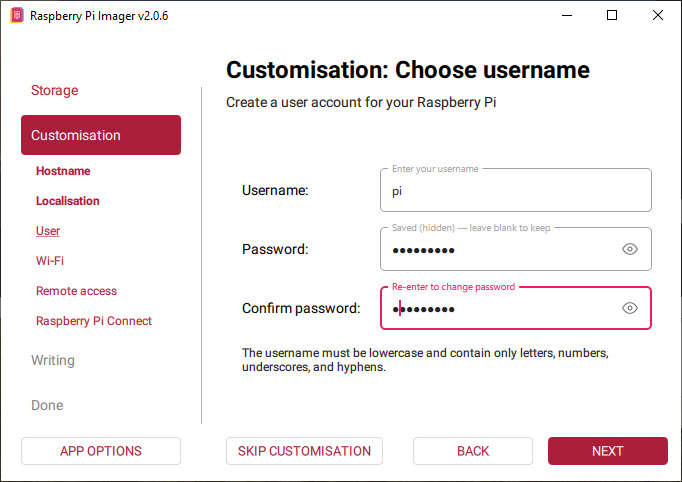 Raspberry Pi Imager v2.0.6
Storage
Customisation
Hostname
Localisation
User
Wi-Fi
Remote access
Raspberry Pi Connect
Writing
Done
APP OPTIONS
Customisation: Choose username
Create a user account for your Raspberry Pi
Enter your username
Username: pi
Saved (hidden) — leave blank to keep
Password: ●●●●●●●●●
Re-enter to change password
Confirm password: ●●●●●●●●●
The username must be lowercase and contain only letters, numbers,
underscores, and hyphens.
SKIP CUSTOMISATION
BACK
NEXT